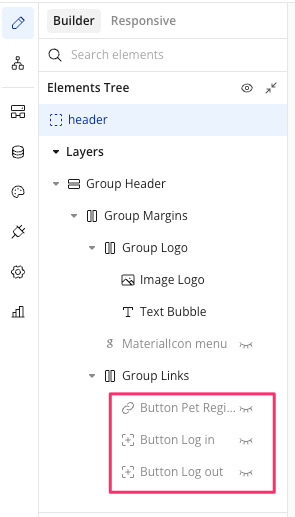 Builder Responsive
Search elements
Elements Tree
header
Layers
Group Header
Group Margins
Group Logo
Image Logo
Text Bubble
MaterialIcon menu
Group Links
Button Pet Regi...
Button Log in
Button Log out